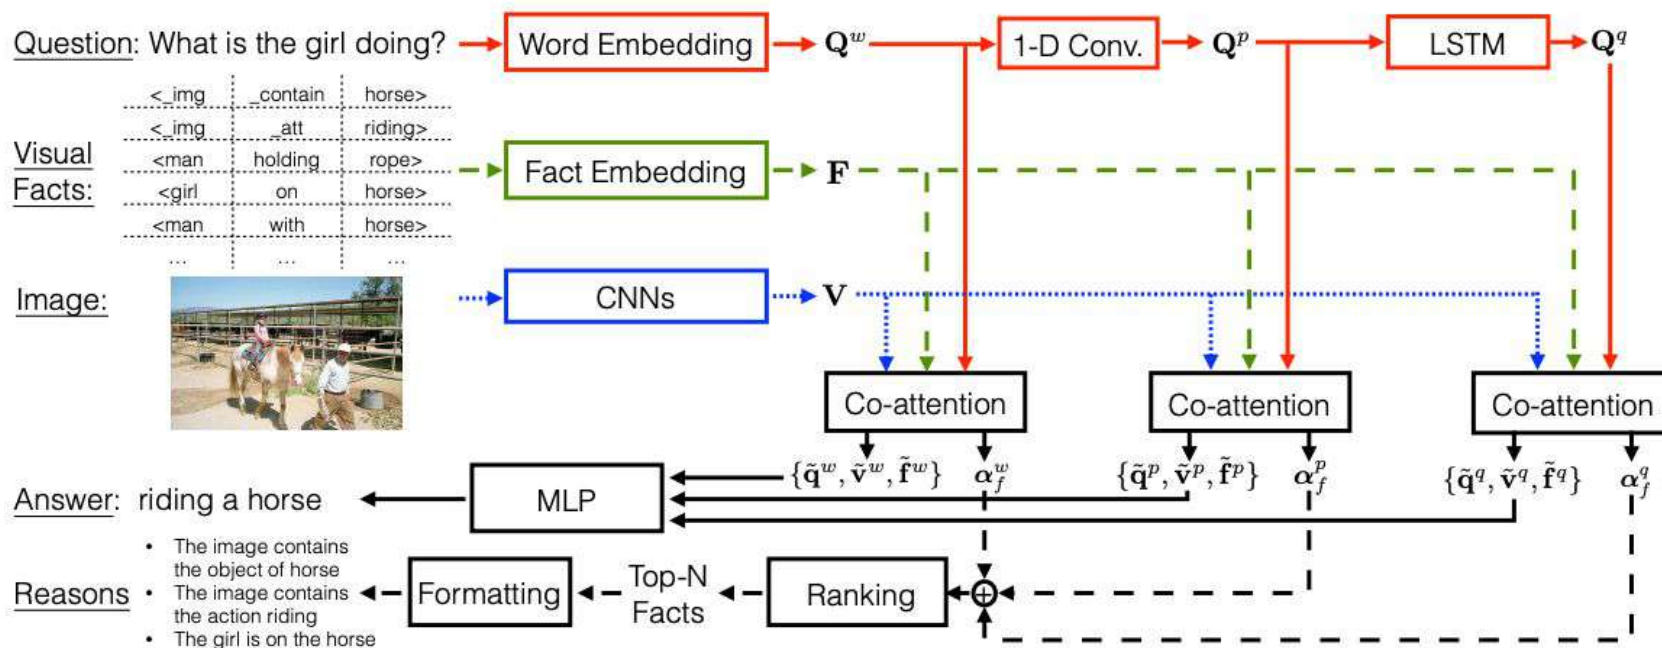 Question: What is the girl doing?
Word Embedding
Q^w
1-D Conv.
Q^p
LSTM
Q^q
Visual
Facts:
<_img _contain horse>
<_img _att riding>
<man holding rope>
<girl on horse>
<man with horse>
... ... ...
Fact Embedding
F
Image:
CNNs
V
Co-attention
Co-attention
Co-attention
{q̃^w, ṽ^w, f̃^w} α_f^w
{q̃^p, ṽ^p, f̃^p} α_f^p
{q̃^q, ṽ^q, f̃^q} α_f^q
Answer: riding a horse
MLP
Reasons
• The image contains
the object of horse
• The image contains
the action riding
• The girl is on the horse
Formatting
Top-N
Facts
Ranking
+